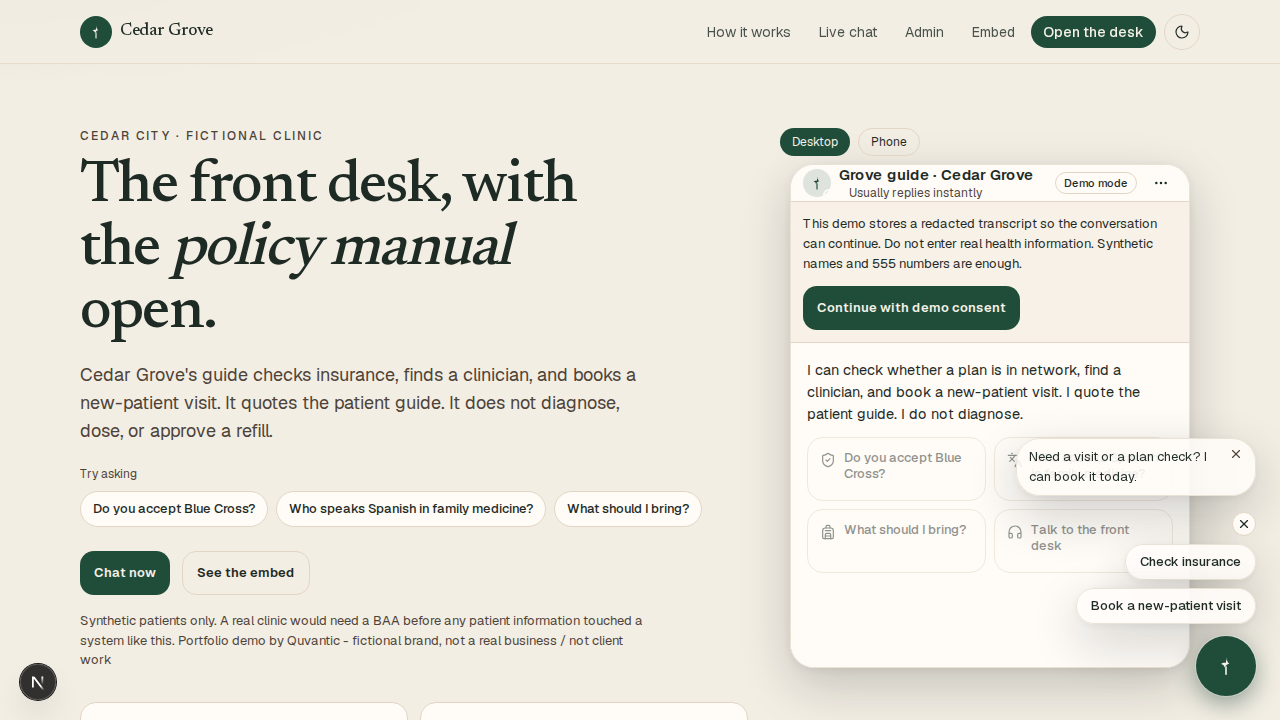 Cedar Grove
How it works
Live chat
Admin
Embed
Open the desk
CEDAR CITY · FICTIONAL CLINIC
The front desk, with
the policy manual
open.
Cedar Grove's guide checks insurance, finds a clinician, and books a
new-patient visit. It quotes the patient guide. It does not diagnose,
dose, or approve a refill.
Try asking
Do you accept Blue Cross?
Who speaks Spanish in family medicine?
What should I bring?
Chat now
See the embed
Synthetic patients only. A real clinic would need a BAA before any patient information touched a
system like this. Portfolio demo by Quvantic - fictional brand, not a real business / not client
work
Desktop
Phone
Grove guide · Cedar Grove
Usually replies instantly
Demo mode
This demo stores a redacted transcript so the conversation
can continue. Do not enter real health information. Synthetic
names and 555 numbers are enough.
Continue with demo consent
I can check whether a plan is in network, find a
clinician, and book a new-patient visit. I quote the
patient guide. I do not diagnose.
Do you accept Blue
Cross?
What should I bring?
Talk to the front
desk
Need a visit or a plan check? I
can book it today.
Check insurance
Book a new-patient visit